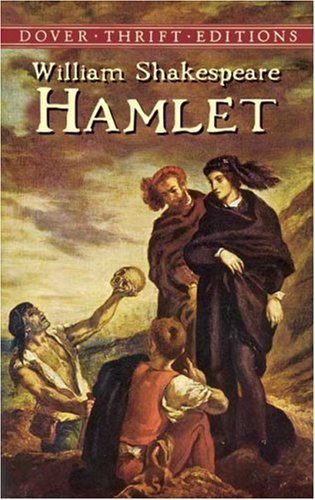 DOVER · THRIFT · EDITIONS
William Shakespeare
HAMLET